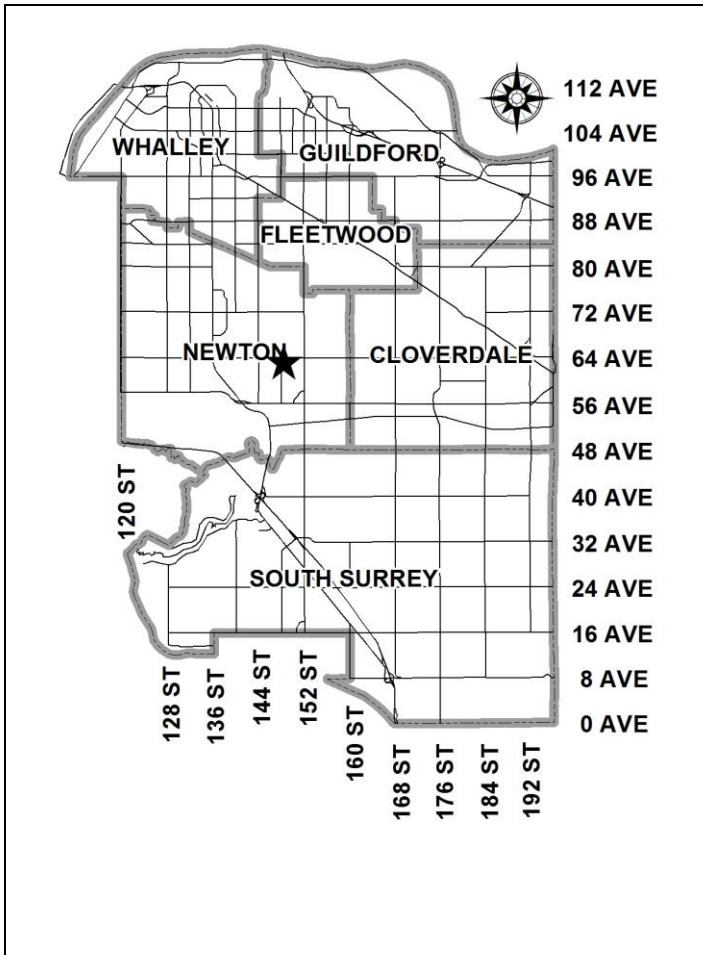 112 AVE
104 AVE
WHALLEY
GUILDFORD
96 AVE
88 AVE
FLEETWOOD
80 AVE
72 AVE
NEWTON
CLOVERDALE
64 AVE
56 AVE
48 AVE
120 ST
40 AVE
32 AVE
SOUTH SURREY
24 AVE
16 AVE
8 AVE
0 AVE
128 ST
136 ST
144 ST
152 ST
160 ST
168 ST
176 ST
184 ST
192 ST